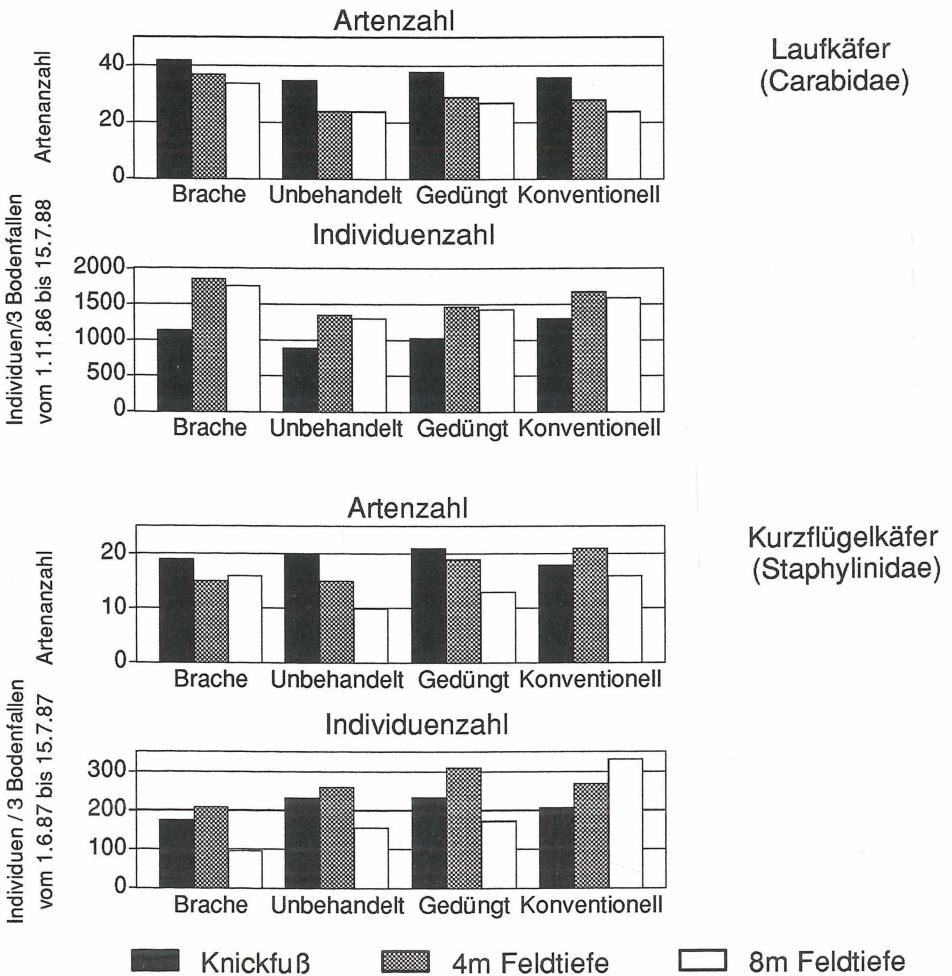 Artenzahl
Laufkäfer
(Carabidae)
Artenanzahl
40
20
0
Brache Unbehandelt Gedüngt Konventionell
Individuenzahl
Individuen/3 Bodenfallen
vom 1.11.86 bis 15.7.88
2000
1500
1000
500
0
Brache Unbehandelt Gedüngt Konventionell
Artenzahl
Kurzflügelkäfer
(Staphylinidae)
Artenanzahl
20
10
0
Brache Unbehandelt Gedüngt Konventionell
Individuenzahl
Individuen / 3 Bodenfallen
vom 1.6.87 bis 15.7.87
300
200
100
0
Brache Unbehandelt Gedüngt Konventionell
Knickfuß 4m Feldtiefe 8m Feldtiefe